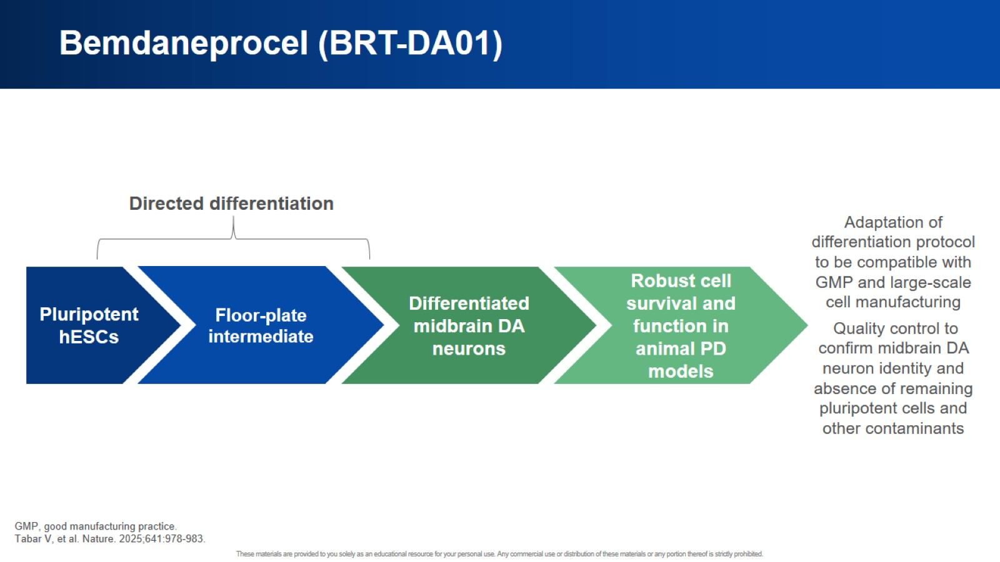 Bemdaneprocel (BRT-DA01)
Directed differentiation
Pluripotent
hESCs
Floor-plate
intermediate
Differentiated
midbrain DA
neurons
Robust cell
survival and
function in
animal PD
models
Adaptation of
differentiation protocol
to be compatible with
GMP and large-scale
cell manufacturing
Quality control to
confirm midbrain DA
neuron identity and
absence of remaining
pluripotent cells and
other contaminants
GMP, good manufacturing practice.
Tabar V, et al. Nature. 2025;641:978-983.
These materials are provided to you solely as an educational resource for your personal use. Any commercial use or distribution of these materials or any portion thereof is strictly prohibited.